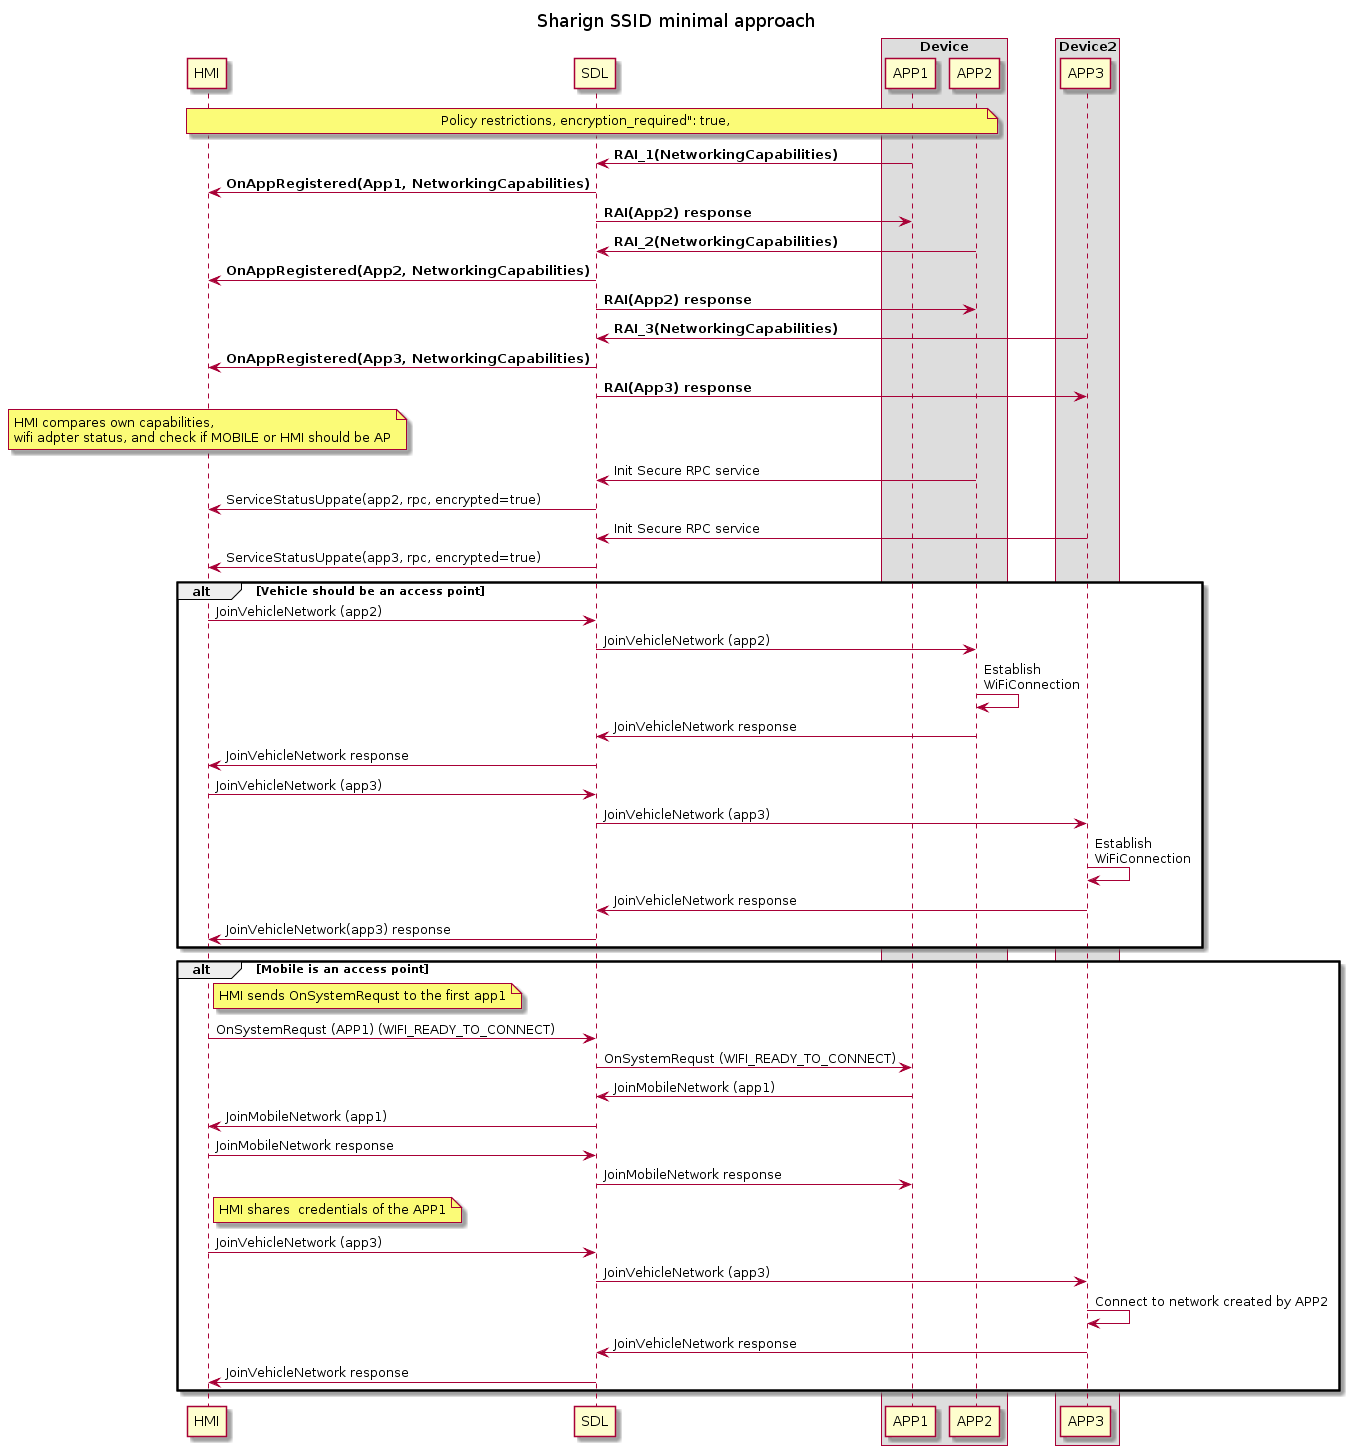 Sharign SSID minimal approach
Device
Device2
HMI
SDL
APP1
APP2
APP3
Policy restrictions, encryption_required": true,
RAI_1(NetworkingCapabilities)
OnAppRegistered(App1, NetworkingCapabilities)
RAI(App2) response
RAI_2(NetworkingCapabilities)
OnAppRegistered(App2, NetworkingCapabilities)
RAI(App2) response
RAI_3(NetworkingCapabilities)
OnAppRegistered(App3, NetworkingCapabilities)
RAI(App3) response
HMI compares own capabilities,
wifi adpter status, and check if MOBILE or HMI should be AP
Init Secure RPC service
ServiceStatusUppate(app2, rpc, encrypted=true)
Init Secure RPC service
ServiceStatusUppate(app3, rpc, encrypted=true)
alt [Vehicle should be an access point]
JoinVehicleNetwork (app2)
JoinVehicleNetwork (app2)
Establish
WiFiConnection
JoinVehicleNetwork response
JoinVehicleNetwork response
JoinVehicleNetwork (app3)
JoinVehicleNetwork (app3)
Establish
WiFiConnection
JoinVehicleNetwork response
JoinVehicleNetwork(app3) response
alt [Mobile is an access point]
HMI sends OnSystemRequst to the first app1
OnSystemRequst (APP1) (WIFI_READY_TO_CONNECT)
OnSystemRequst (WIFI_READY_TO_CONNECT)
JoinMobileNetwork (app1)
JoinMobileNetwork (app1)
JoinMobileNetwork response
JoinMobileNetwork response
HMI shares  credentials of the APP1
JoinVehicleNetwork (app3)
JoinVehicleNetwork (app3)
Connect to network created by APP2
JoinVehicleNetwork response
JoinVehicleNetwork response
HMI
SDL
APP1
APP2
APP3